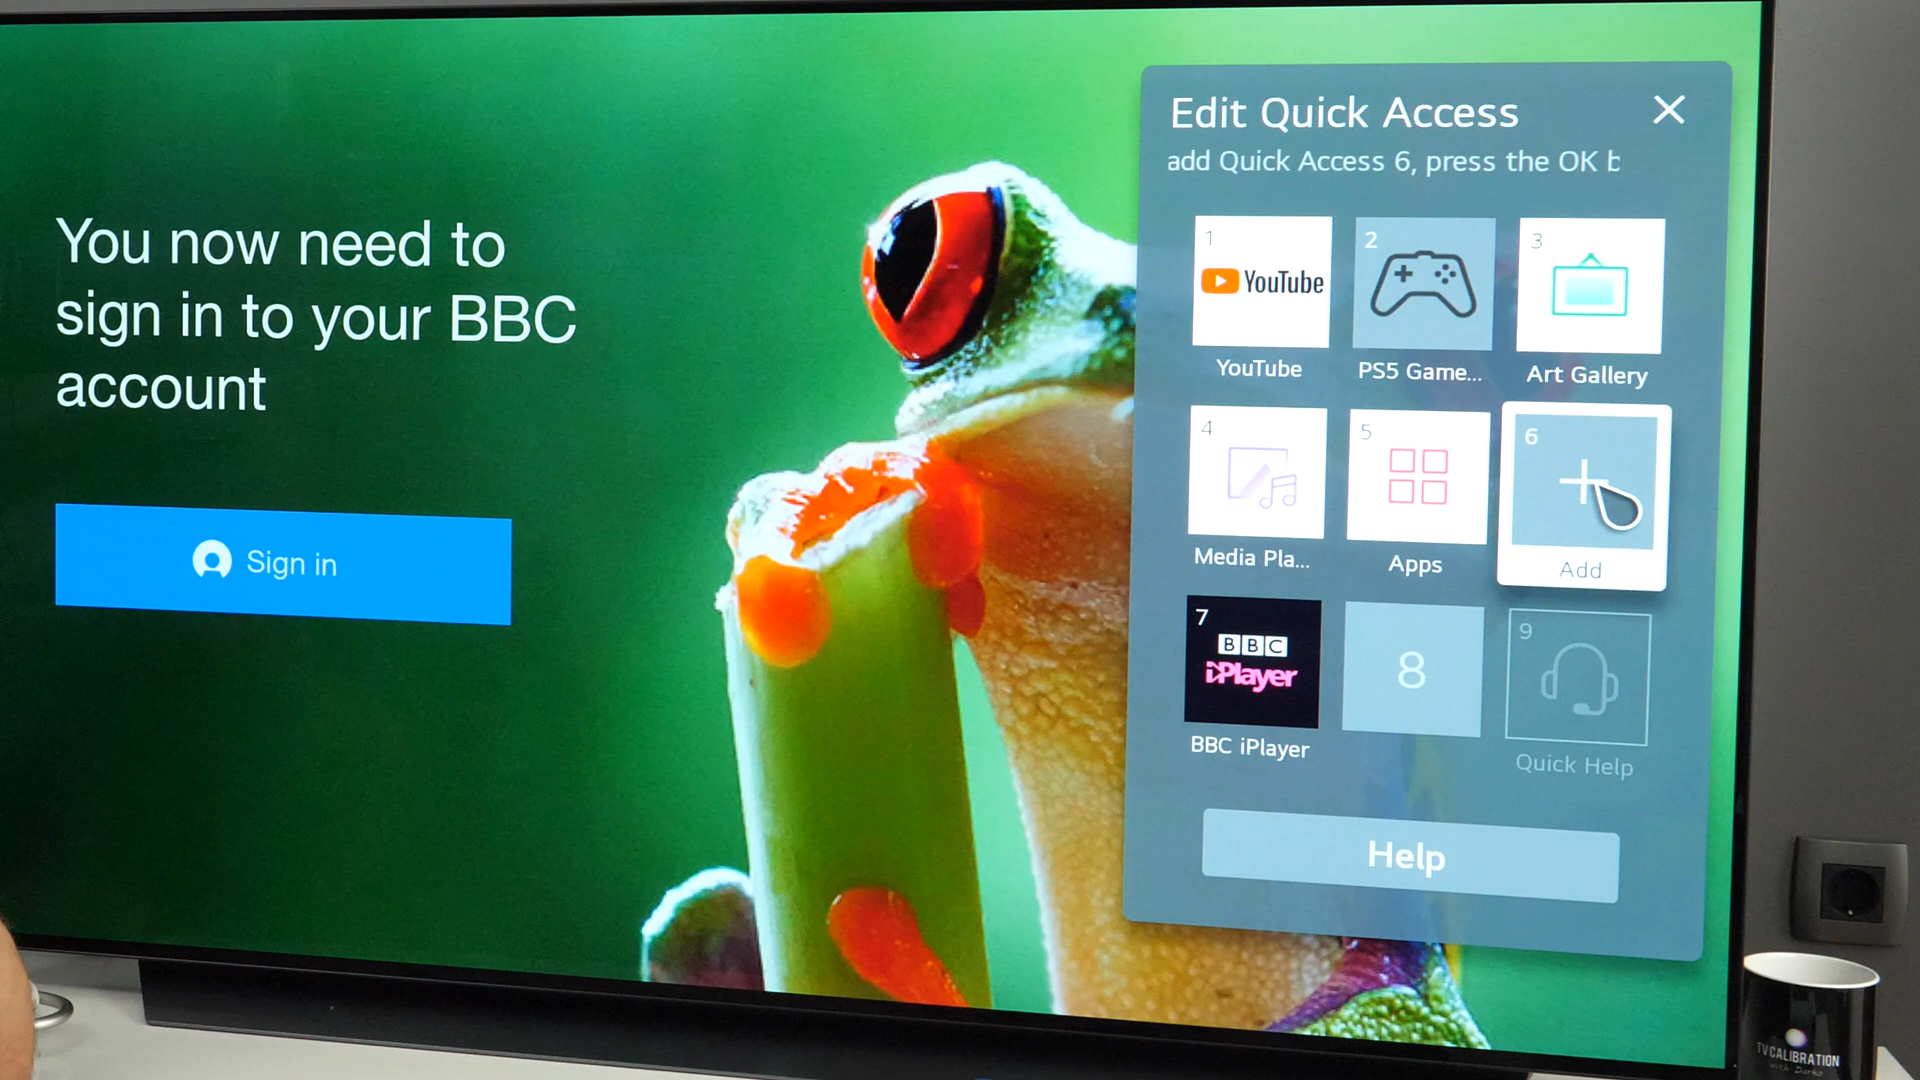 You now need to
sign in to your BBC
account
Sign in
Edit Quick Access
add Quick Access 6, press the OK b
1
YouTube
YouTube
2
PS5 Game...
3
Art Gallery
4
Media Pla...
5
Apps
6
Add
7
BBC
iPlayer
BBC iPlayer
8
9
Quick Help
Help
TV CALIBRATION
with Darko